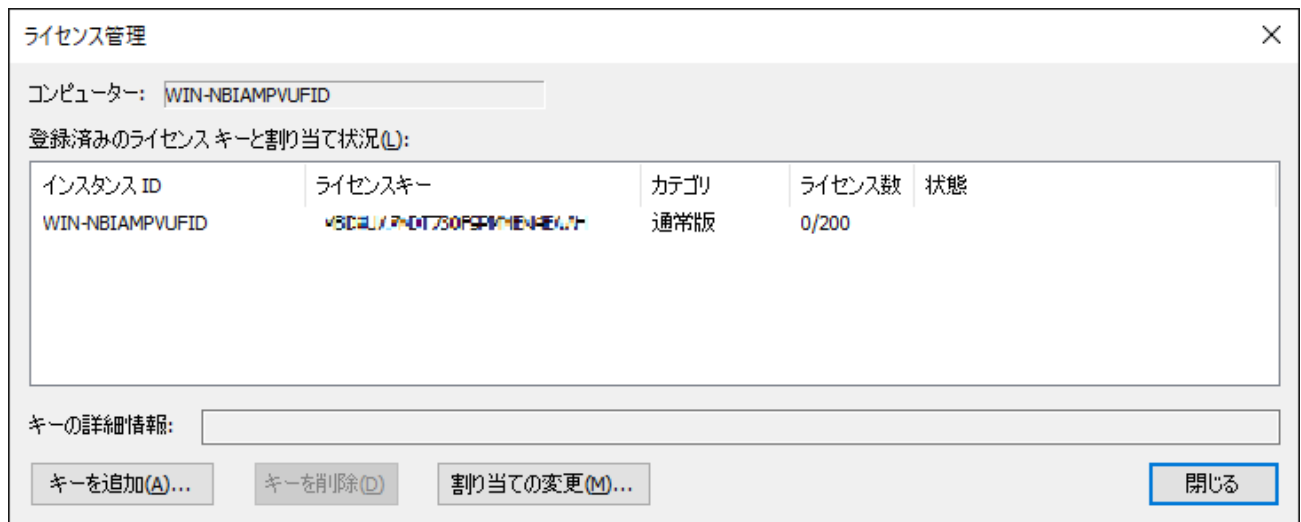 ライセンス管理
コンピューター: WIN-NBIAMPVUFID
登録済みのライセンス キーと割り当て状況(L):
インスタンス ID ライセンスキー カテゴリ ライセンス数 状態
WIN-NBIAMPVUFID 通常版 0/200
キーの詳細情報:
キーを追加(A)... キーを削除(D) 割り当ての変更(M)... 閉じる